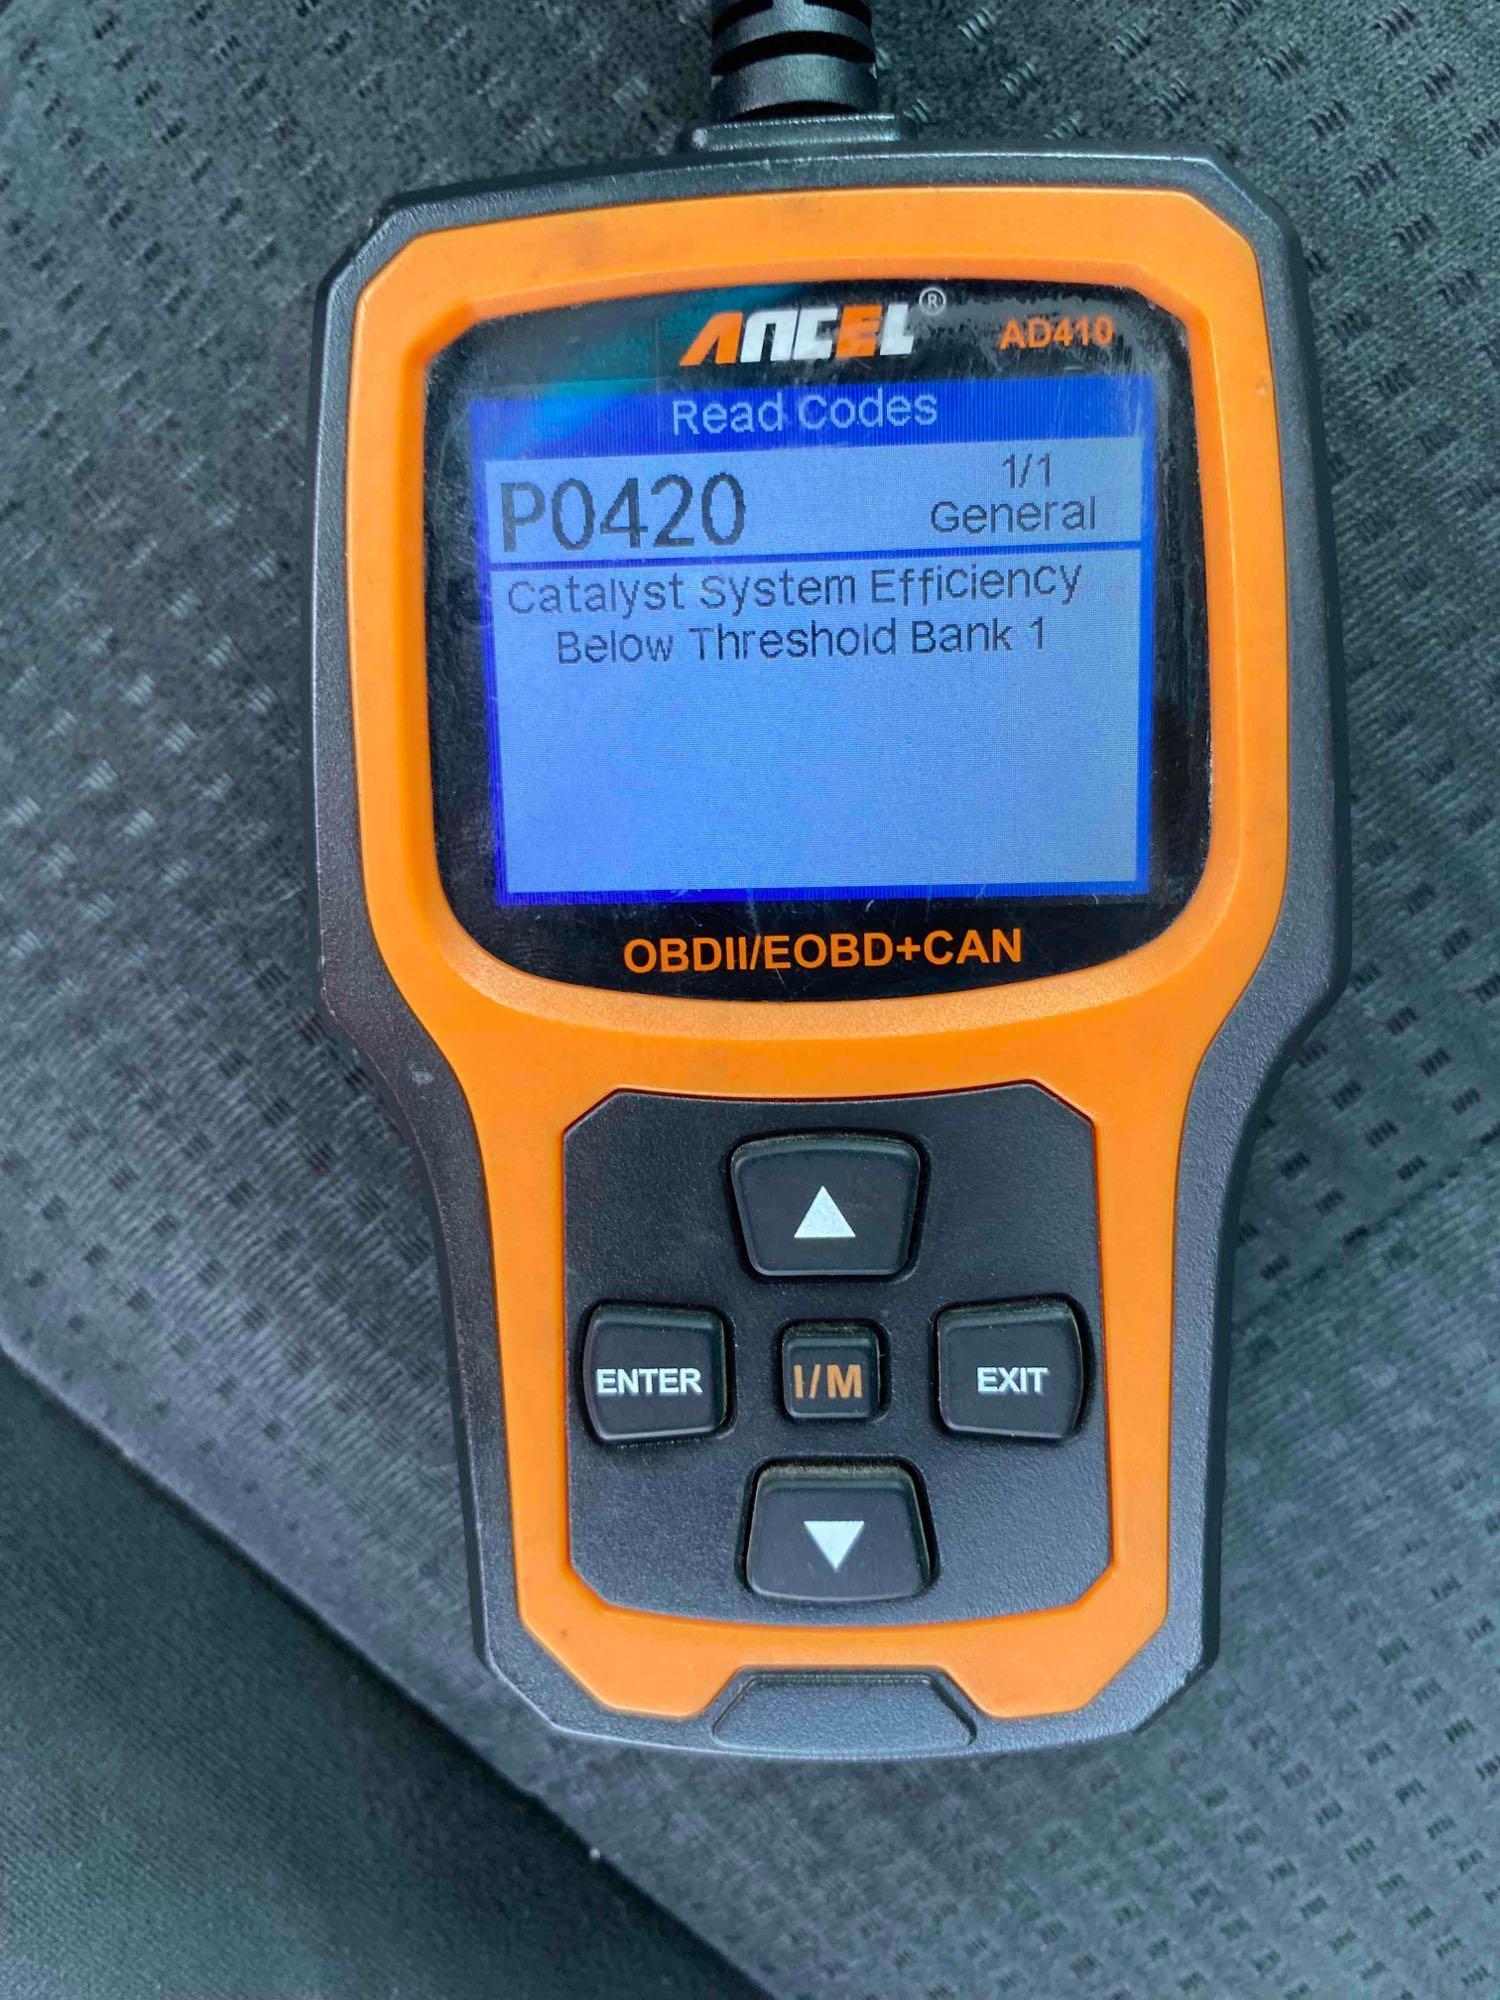 ANCEL® AD410
Read Codes
P0420
1/1
General
Catalyst System Efficiency
Below Threshold Bank 1
OBDII/EOBD+CAN
ENTER I/M EXIT